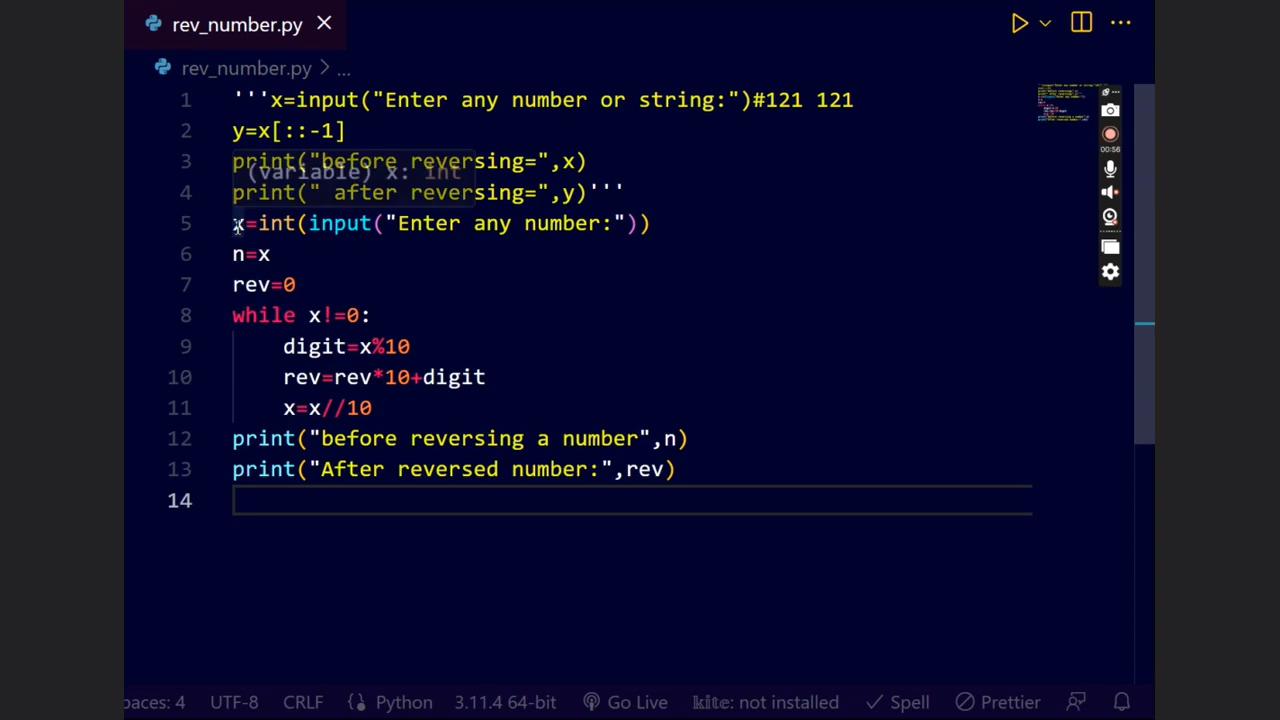 rev_number.py
rev_number.py > ...
1 '''x=input("Enter any number or string:")#121 121
2 y=x[::-1]
3 print("before reversing=",x)
(variable) x: int
4 print(" after reversing=",y)'''
5 x=int(input("Enter any number:"))
6 n=x
7 rev=0
8 while x!=0:
9 digit=x%10
10 rev=rev*10+digit
11 x=x//10
12 print("before reversing a number",n)
13 print("After reversed number:",rev)
14
00:56
paces: 4 UTF-8 CRLF Python 3.11.4 64-bit Go Live kite: not installed Spell Prettier